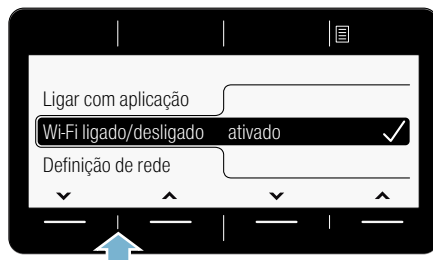 Ligar com aplicação
Wi-Fi ligado/desligado ativado
Definição de rede